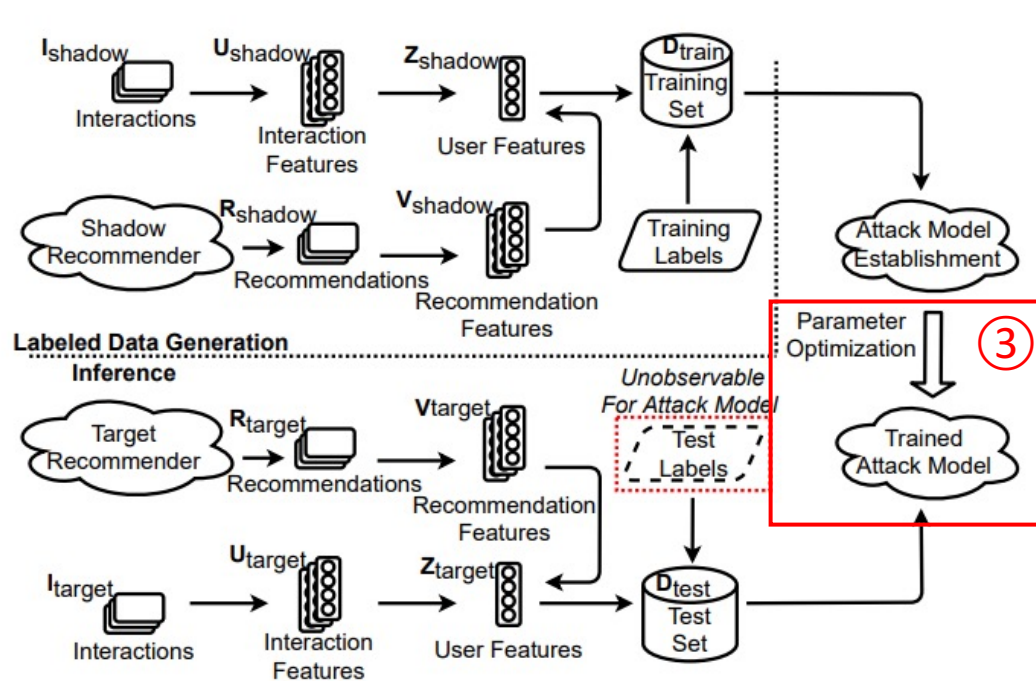 Ishadow
Interactions
Ushadow
Interaction
Features
Zshadow
User Features
Dtrain
Training
Set
Shadow
Recommender
Rshadow
Recommendations
Vshadow
Recommendation
Features
Training
Labels
Attack Model
Establishment
Labeled Data Generation
Parameter
Optimization
③
Inference
Target
Recommender
Rtarget
Recommendations
Vtarget
Recommendation
Features
Unobservable
For Attack Model
Test
Labels
Trained
Attack Model
Itarget
Interactions
Utarget
Interaction
Features
Ztarget
User Features
Dtest
Test
Set